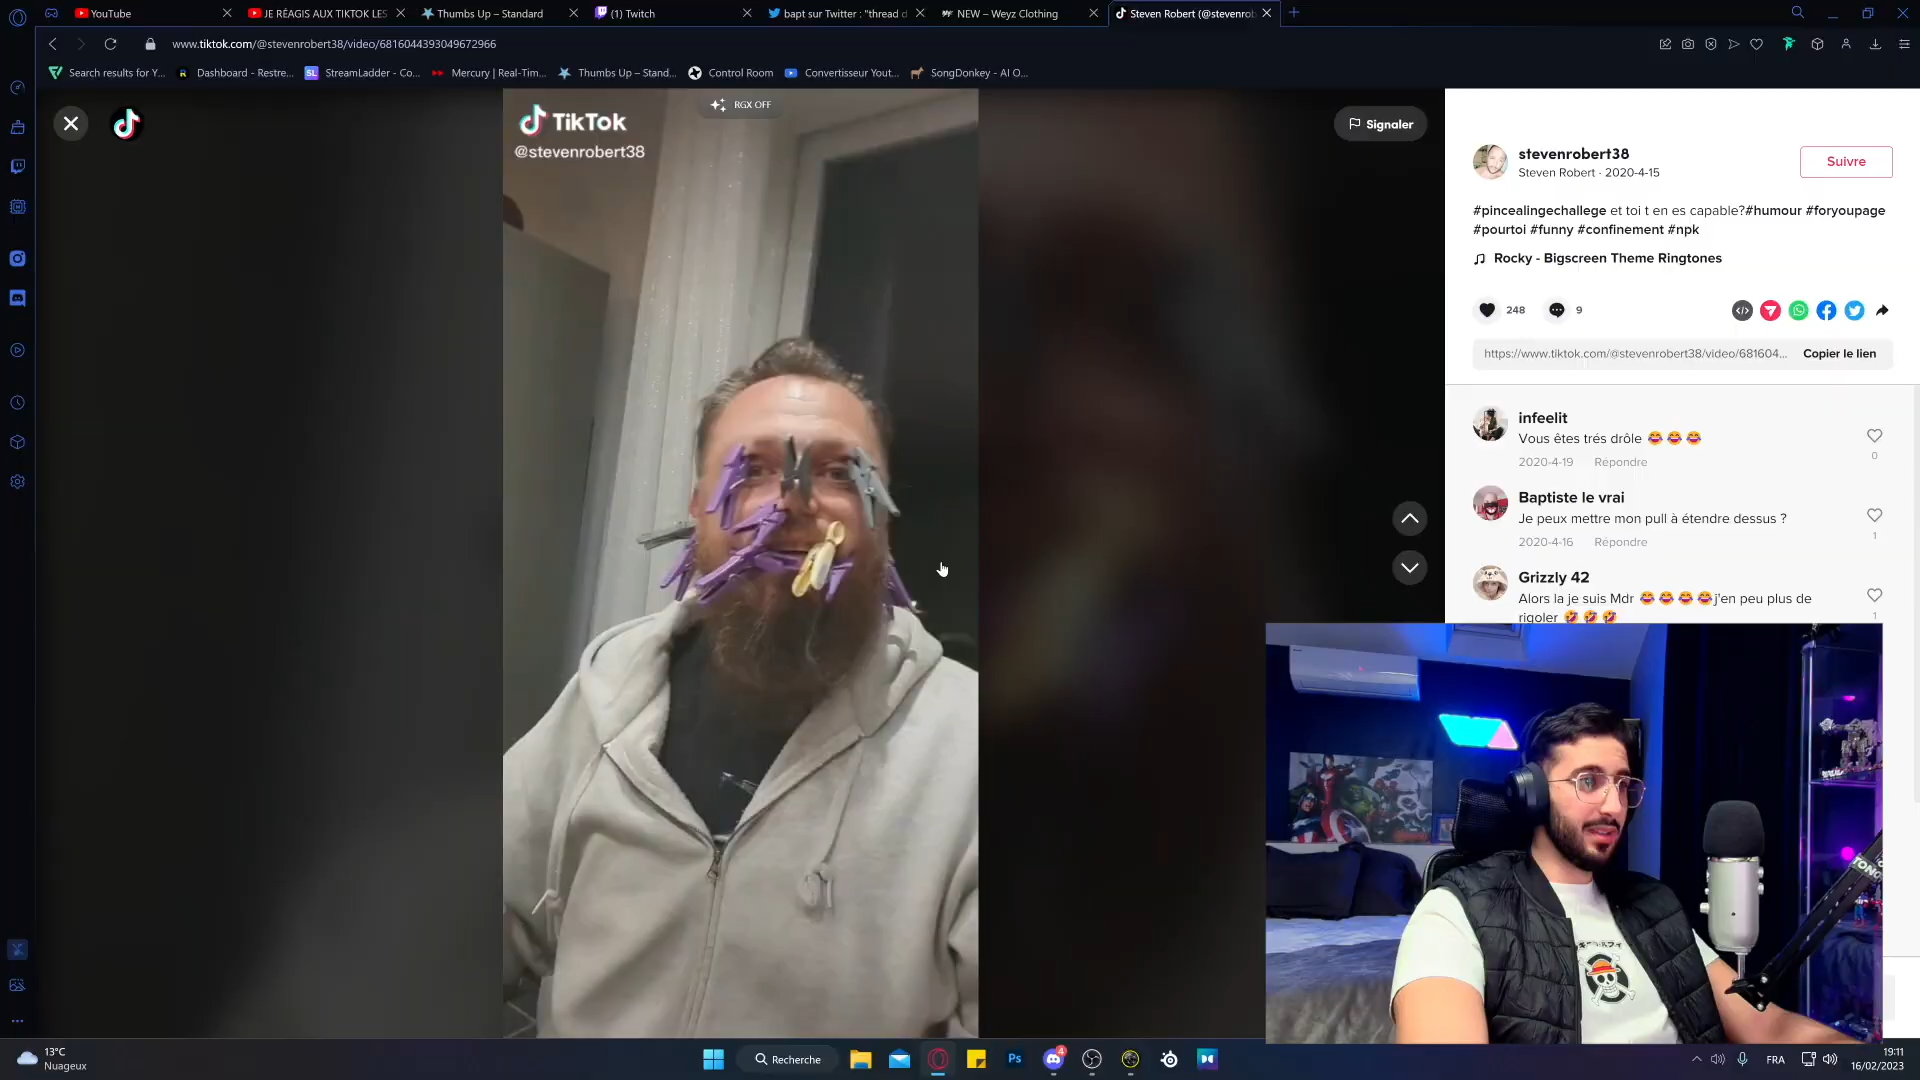 YouTube
JE RÉAGIS AUX TIKTOK LES
Thumbs Up – Standard
(1) Twitch
bapt sur Twitter : "thread d
NEW – Weyz Clothing
Steven Robert (@stevenrob
www.tiktok.com/@stevenrobert38/video/6816044393049672966
Search results for Y...
Dashboard - Restre...
SL
StreamLadder - Co...
Mercury | Real-Tim...
Thumbs Up – Stand...
Control Room
Convertisseur Yout...
SongDonkey - AI O...
TikTok
@stevenrobert38
RGX OFF
Signaler
stevenrobert38
Steven Robert · 2020-4-15
Suivre
#pincealingechallege et toi t en es capable?#humour #foryoupage
#pourtoi #funny #confinement #npk
Rocky - Bigscreen Theme Ringtones
248
9
https://www.tiktok.com/@stevenrobert38/video/681604...
Copier le lien
infeelit
Vous êtes trés drôle 😂 😂 😂
0
2020-4-19 Répondre
Baptiste le vrai
Je peux mettre mon pull à étendre dessus ?
1
2020-4-16 Répondre
Grizzly 42
Alors la je suis Mdr 😂 😂 😂 😂j'en peu plus de
rigoler 🤣 🤣 🤣
1
13°C
Nuageux
Recherche
Ps
4
FRA
19:11
16/02/2023